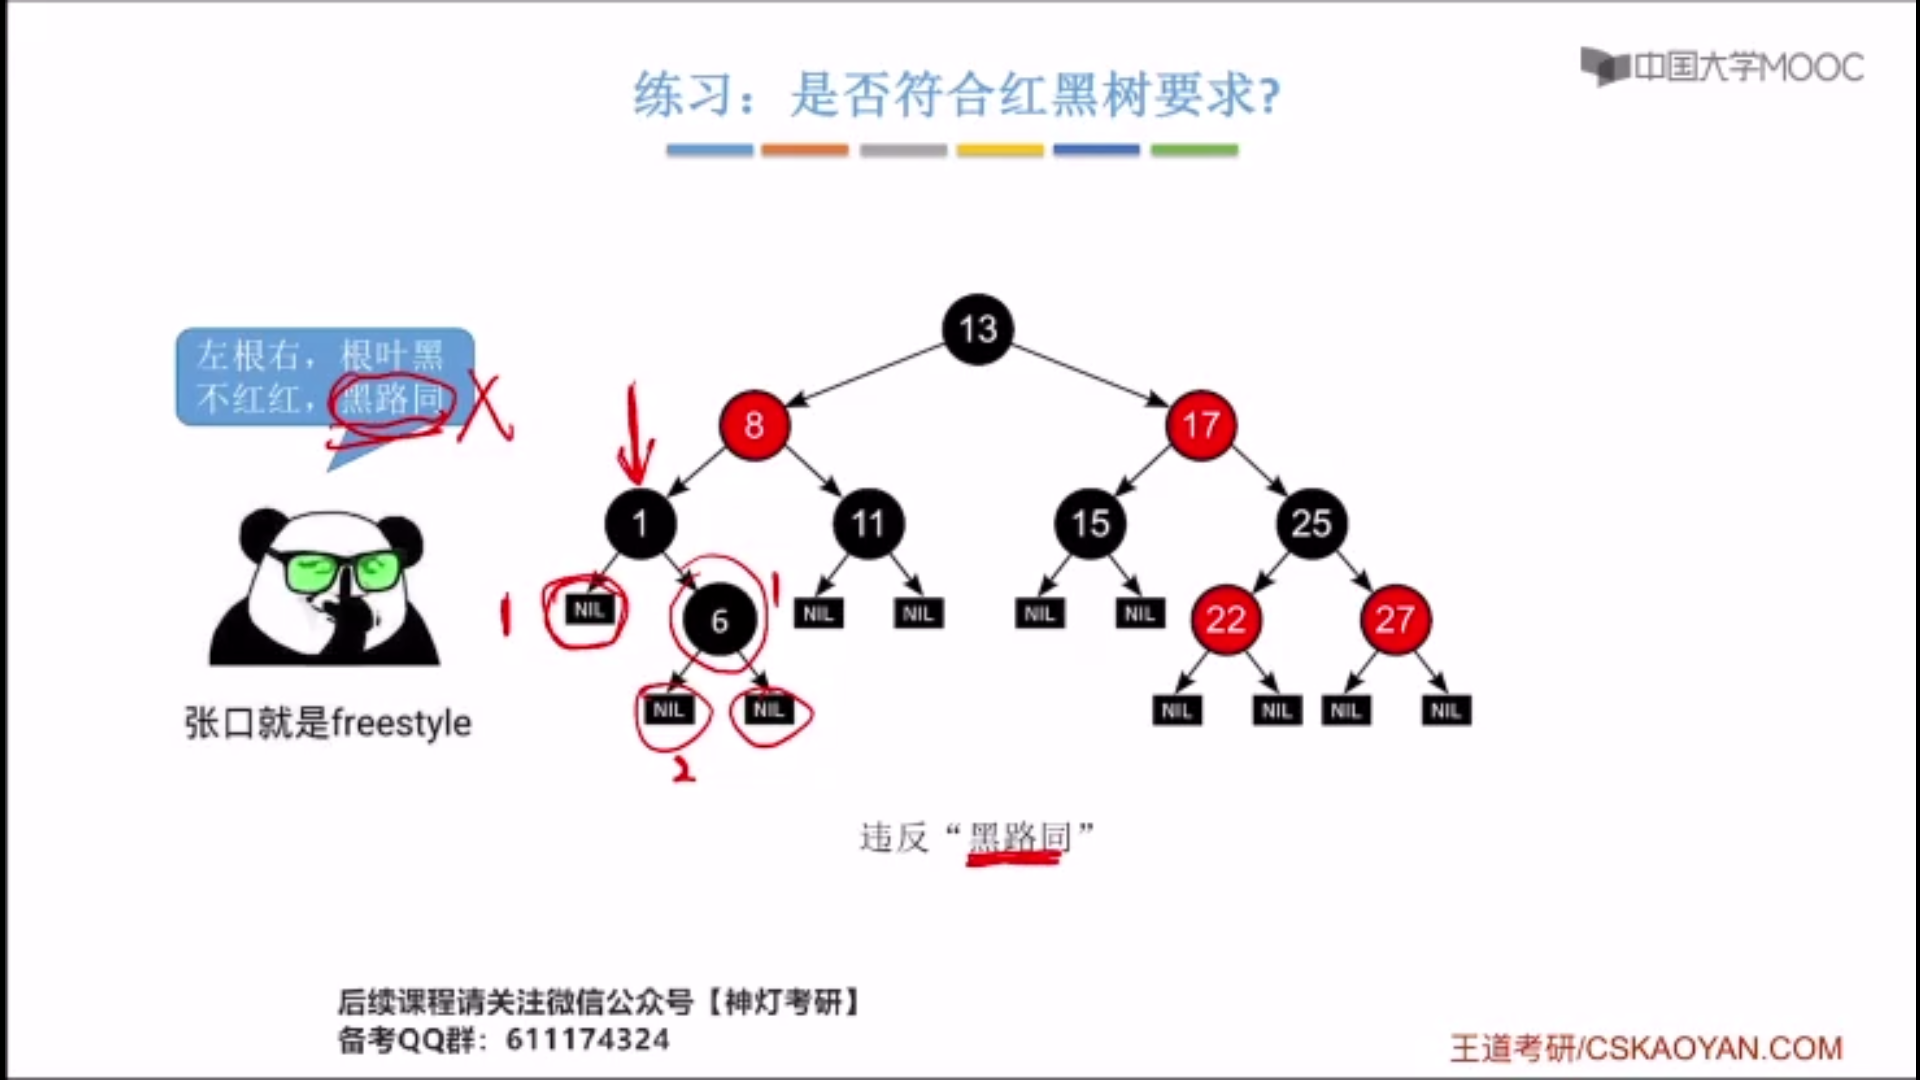 中国大学MOOC
练习：是否符合红黑树要求?
左根右，根叶黑
不红红，黑路同
X
13
8
17
1
11
15
25
1
NIL
6
1
NIL
NIL
NIL
NIL
22
27
NIL
NIL
NIL
NIL
NIL
NIL
2
张口就是freestyle
违反“黑路同”
后续课程请关注微信公众号【神灯考研】
备考QQ群：611174324
王道考研/CSKAOYAN.COM